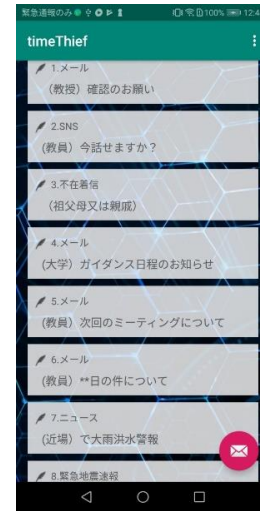 緊急通報のみ 100% 12:4
timeThief
1.メール
（教授）確認のお願い
2.SNS
(教員）今話せますか？
3.不在着信
（祖父母又は親戚）
4.メール
(大学）ガイダンス日程のお知らせ
5.メール
(教員）次回のミーティングについて
6.メール
(教員）**日の件について
7.ニュース
(近場）で大雨洪水警報
8.緊急地震速報